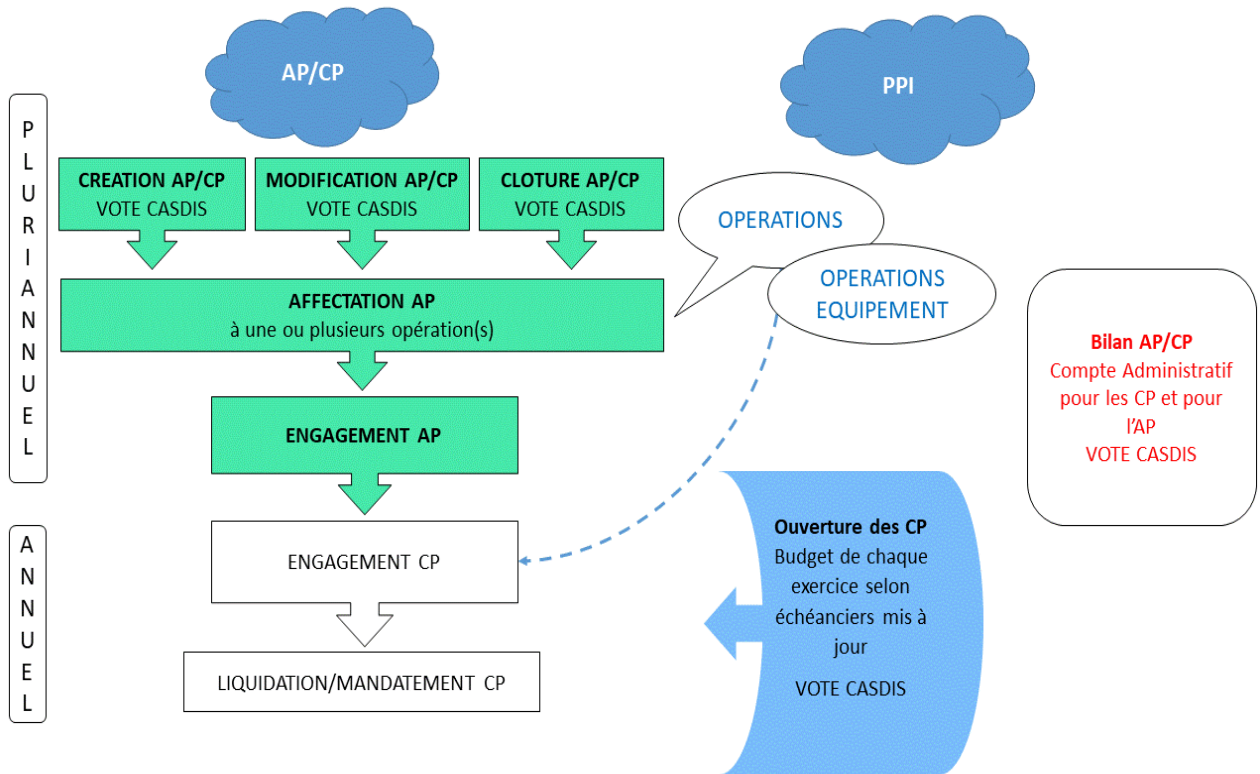 AP/CP
PPI
PLURIANNUEL
CREATION AP/CP
VOTE CASDIS
MODIFICATION AP/CP
VOTE CASDIS
CLOTURE AP/CP
VOTE CASDIS
OPERATIONS
OPERATIONS
EQUIPEMENT
AFFECTATION AP
à une ou plusieurs opération(s)
Bilan AP/CP
Compte Administratif
pour les CP et pour
l'AP
VOTE CASDIS
ENGAGEMENT AP
ANNUEL
ENGAGEMENT CP
Ouverture des CP
Budget de chaque
exercice selon
échéanciers mis à
jour
VOTE CASDIS
LIQUIDATION/MANDATEMENT CP